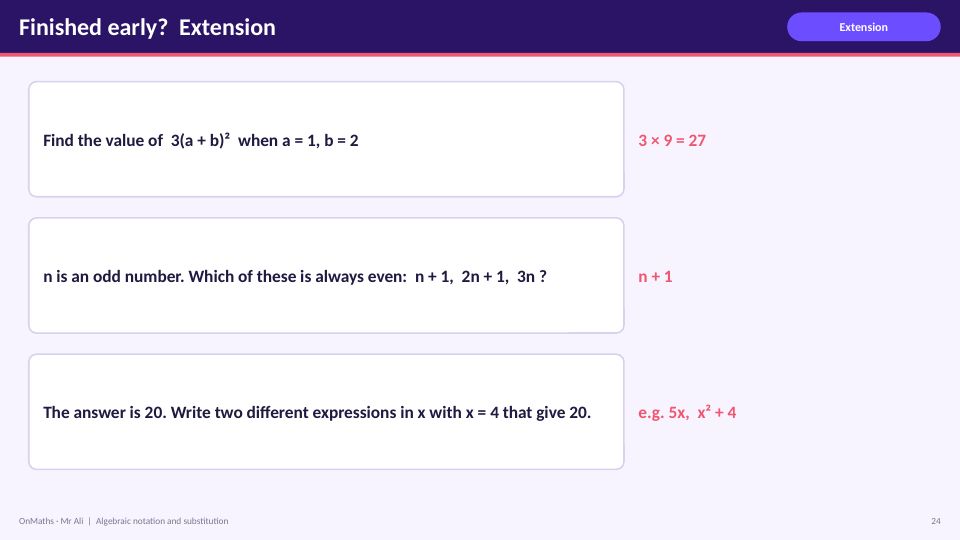 Finished early?  Extension
Extension
Find the value of  3(a + b)²  when a = 1, b = 2
3 × 9 = 27
n is an odd number. Which of these is always even:  n + 1,  2n + 1,  3n ?
n + 1
The answer is 20. Write two different expressions in x with x = 4 that give 20.
e.g. 5x,  x² + 4
OnMaths - Mr Ali  |  Algebraic notation and substitution
24